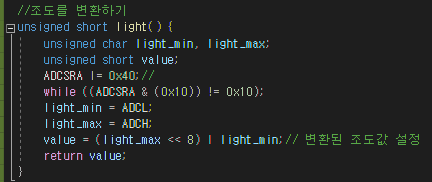 //조도를 변환하기
unsigned short light() {
unsigned char light_min, light_max;
unsigned short value;
ADCSRA |= 0x40;//
while ((ADCSRA & (0x10)) != 0x10);
light_min = ADCL;
light_max = ADCH;
value = (light_max << 8) | light_min;// 변환된 조도값 설정
return value;
}